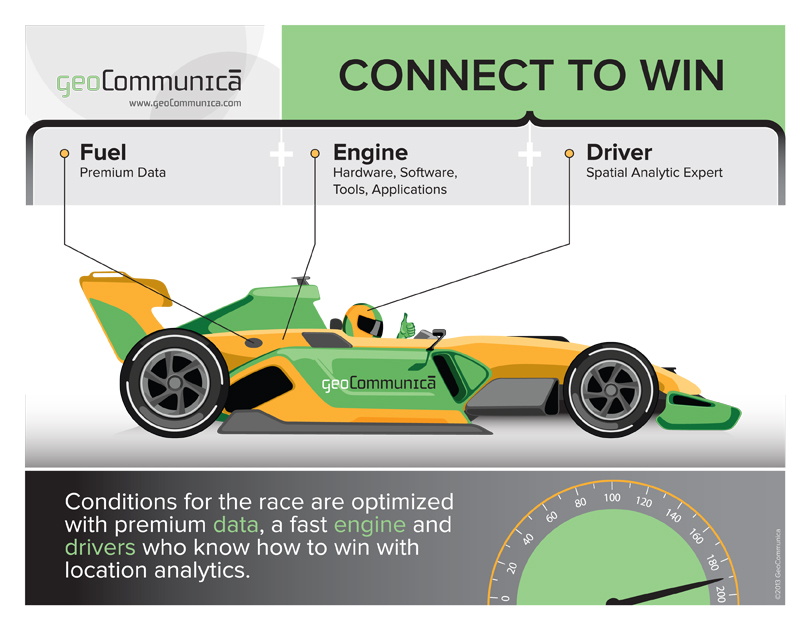 geoCommunicā
www.geoCommunica.com
CONNECT TO WIN
Fuel
Premium Data
Engine
Hardware, Software,
Tools, Applications
Driver
Spatial Analytic Expert
geoCommunicā
Conditions for the race are optimized
with premium data, a fast engine and
drivers who know how to win with
location analytics.
0
20
40
60
80
100
120
140
160
180
200
©2013 GeoCommunica